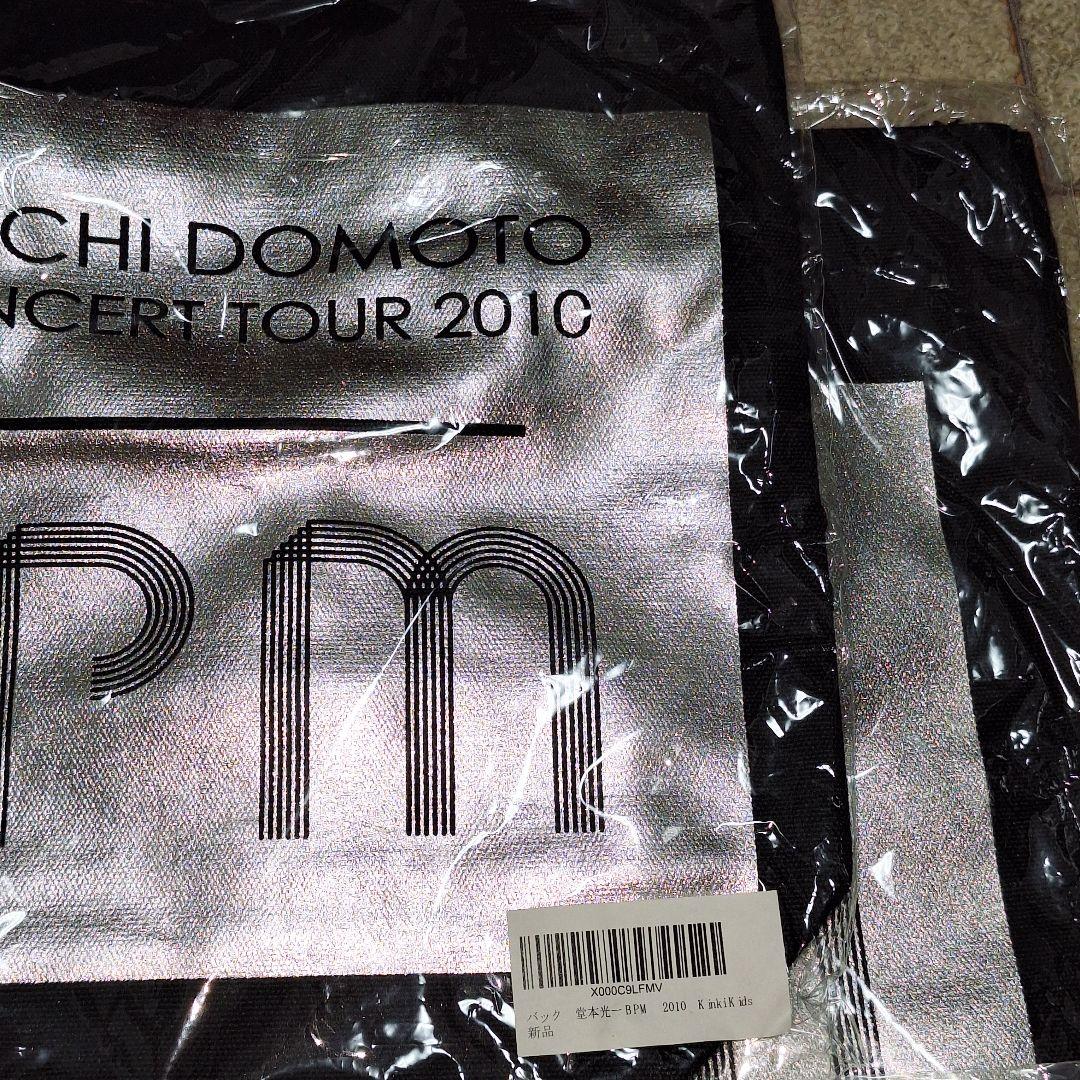 CHI DOMOTO
NCERT TOUR 2010
Pm
X000C9LFMV
バック 堂本光一BPM 2010 KinkiKids
新品